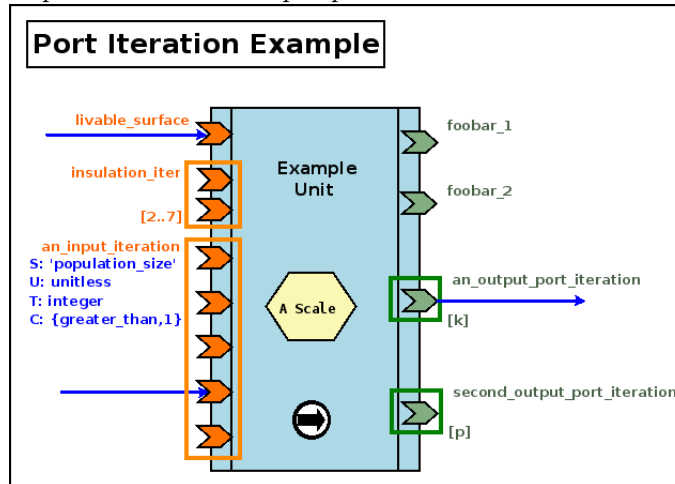 Port Iteration Example
livable_surface
insulation_iter
[2..7]
an_input_iteration
S: 'population_size'
U: unitless
T: integer
C: {greater_than,1}
Example
Unit
A Scale
foobar_1
foobar_2
an_output_port_iteration
[k]
second_output_port_iteration
[p]